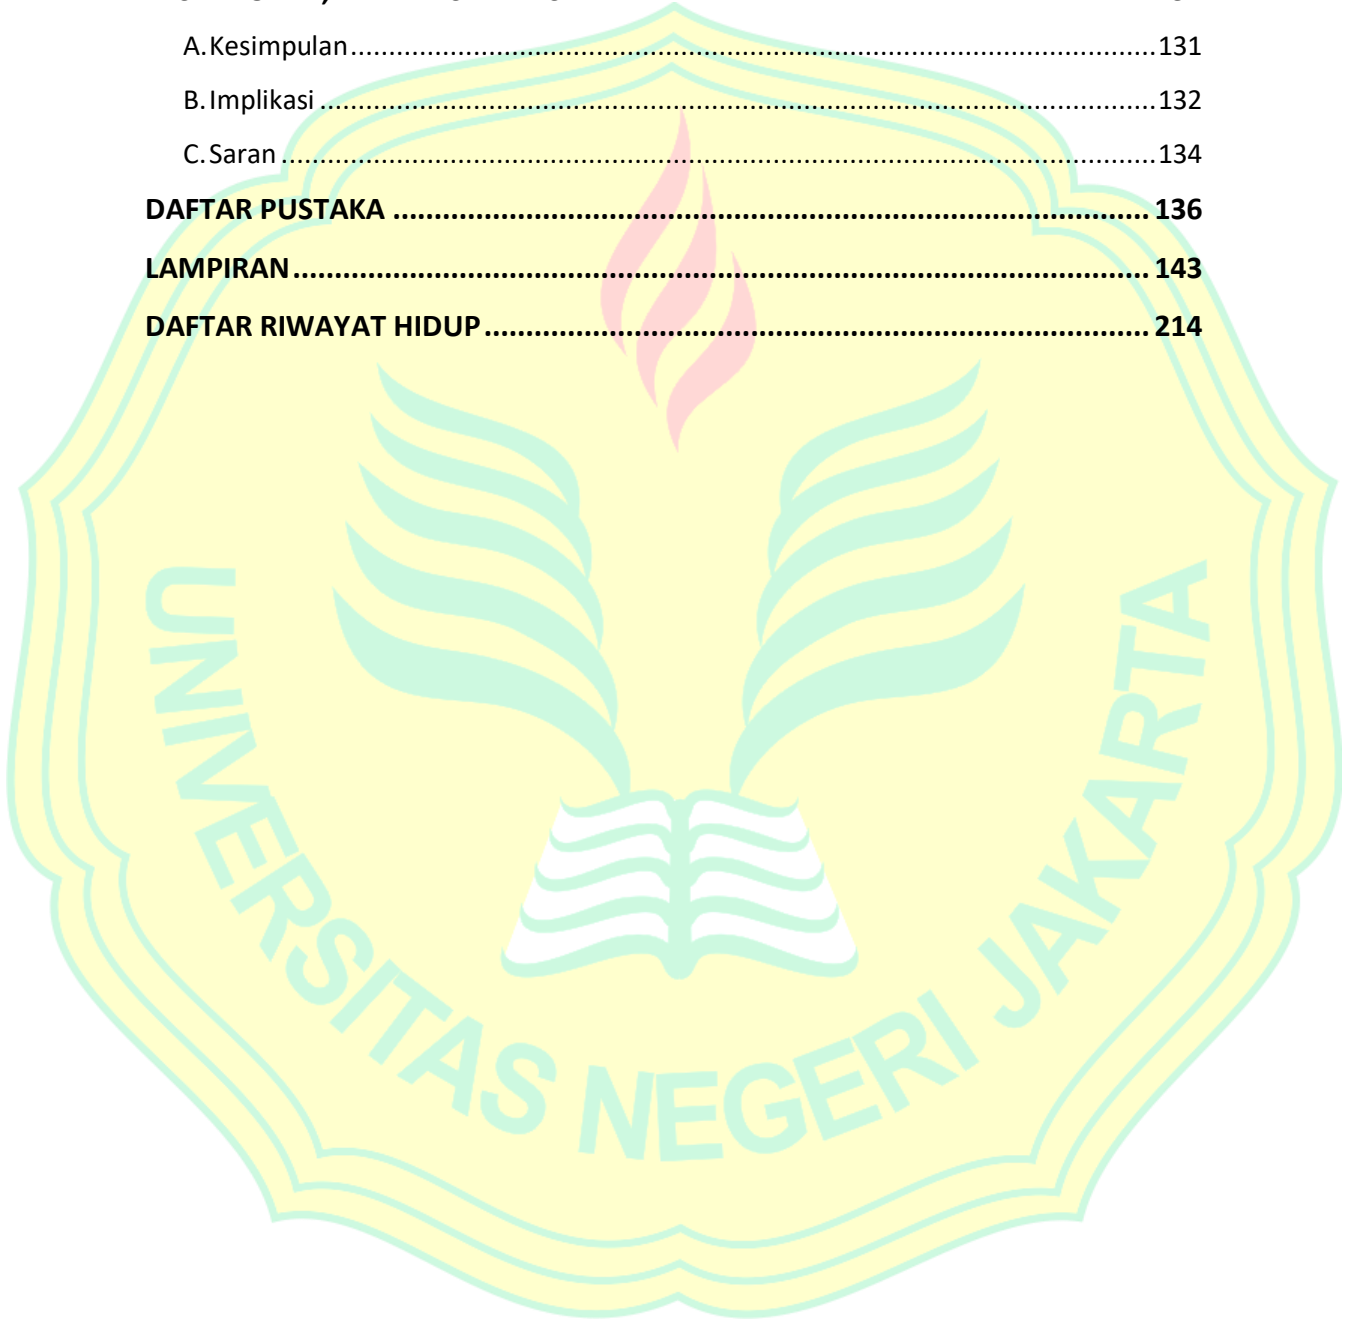 A.Kesimpulan..........131
B.Implikasi..........132
C.Saran..........134
DAFTAR PUSTAKA..........136
LAMPIRAN..........143
DAFTAR RIWAYAT HIDUP..........214
UNIVERSITAS NEGERI JAKARTA